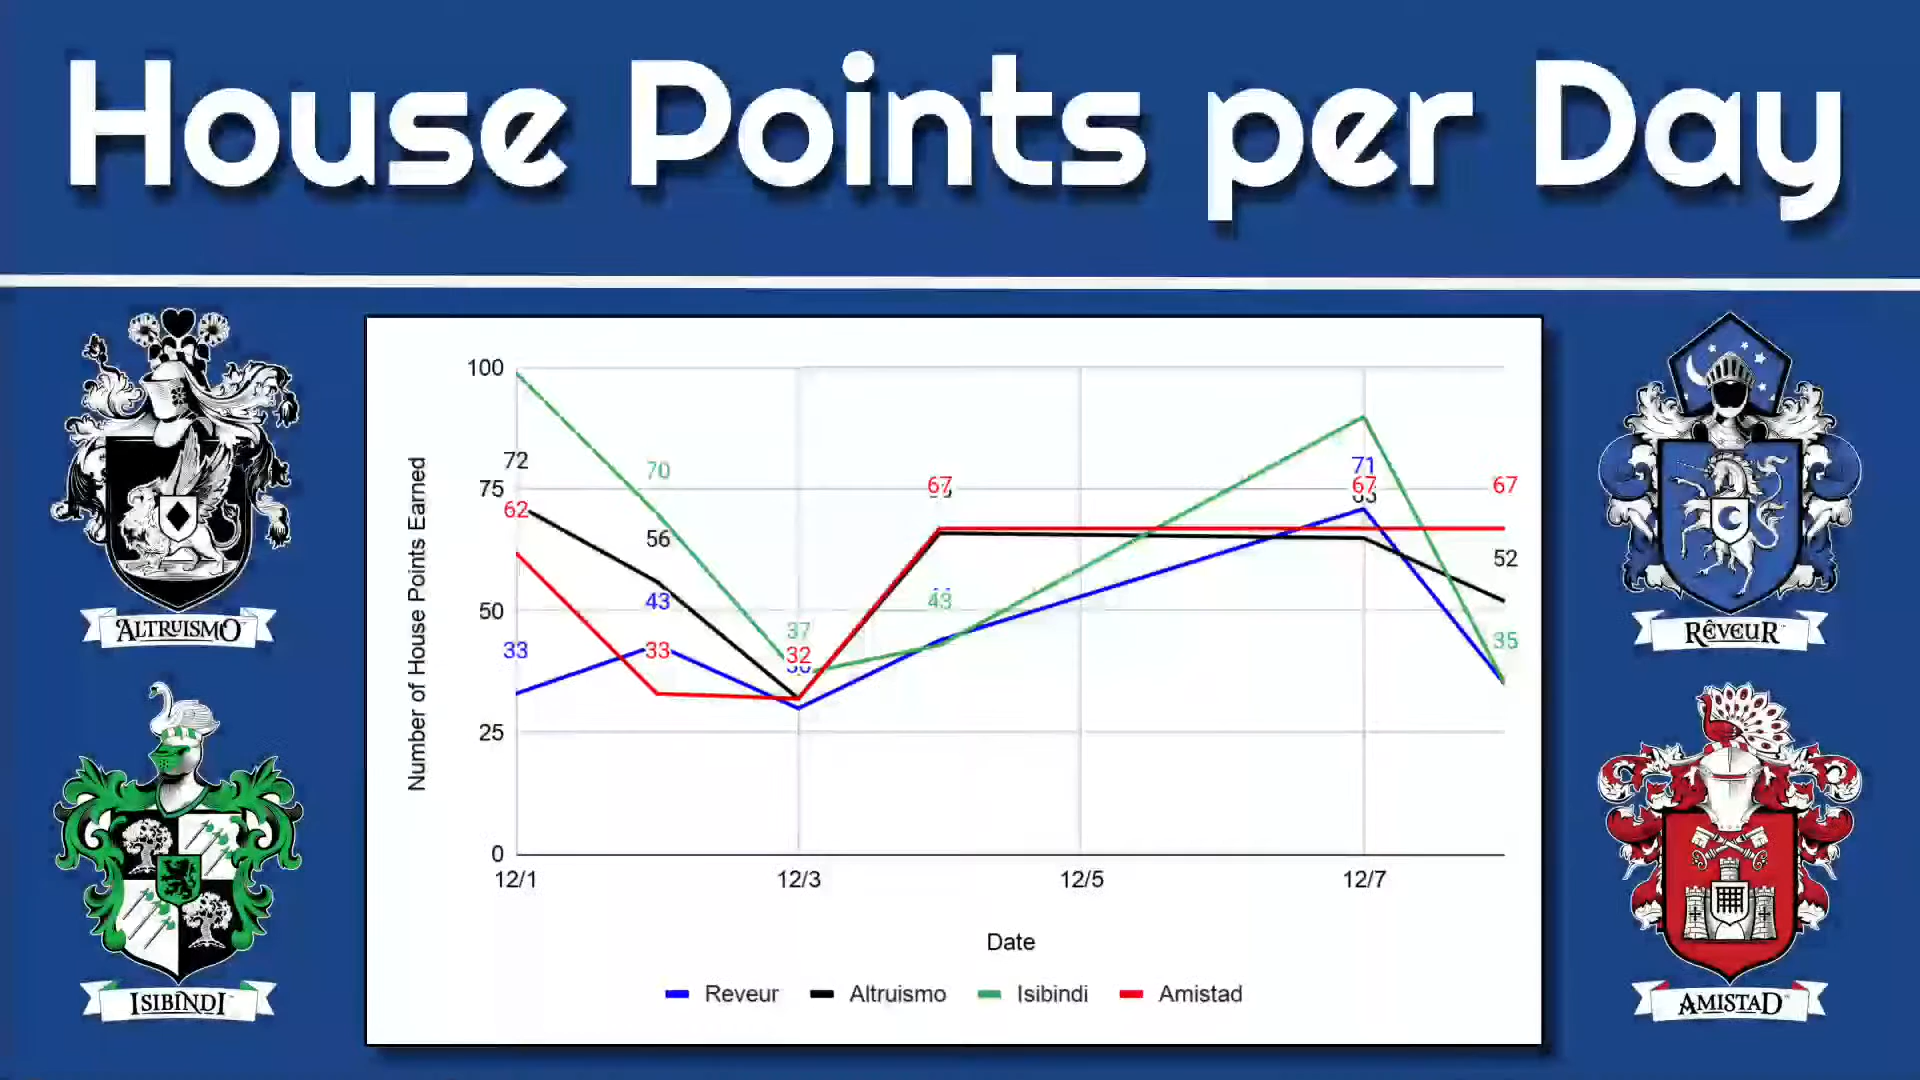 House Points per Day
ALTRUISMO
ISIBÍNDI
RÊVEUR
AMISTAD
Number of House Points Earned
100
75
50
25
0
72
62
33
70
56
43
33
37
32
67
43
71
67
67
52
35
12/1
12/3
12/5
12/7
Date
Reveur
Altruismo
Isibindi
Amistad